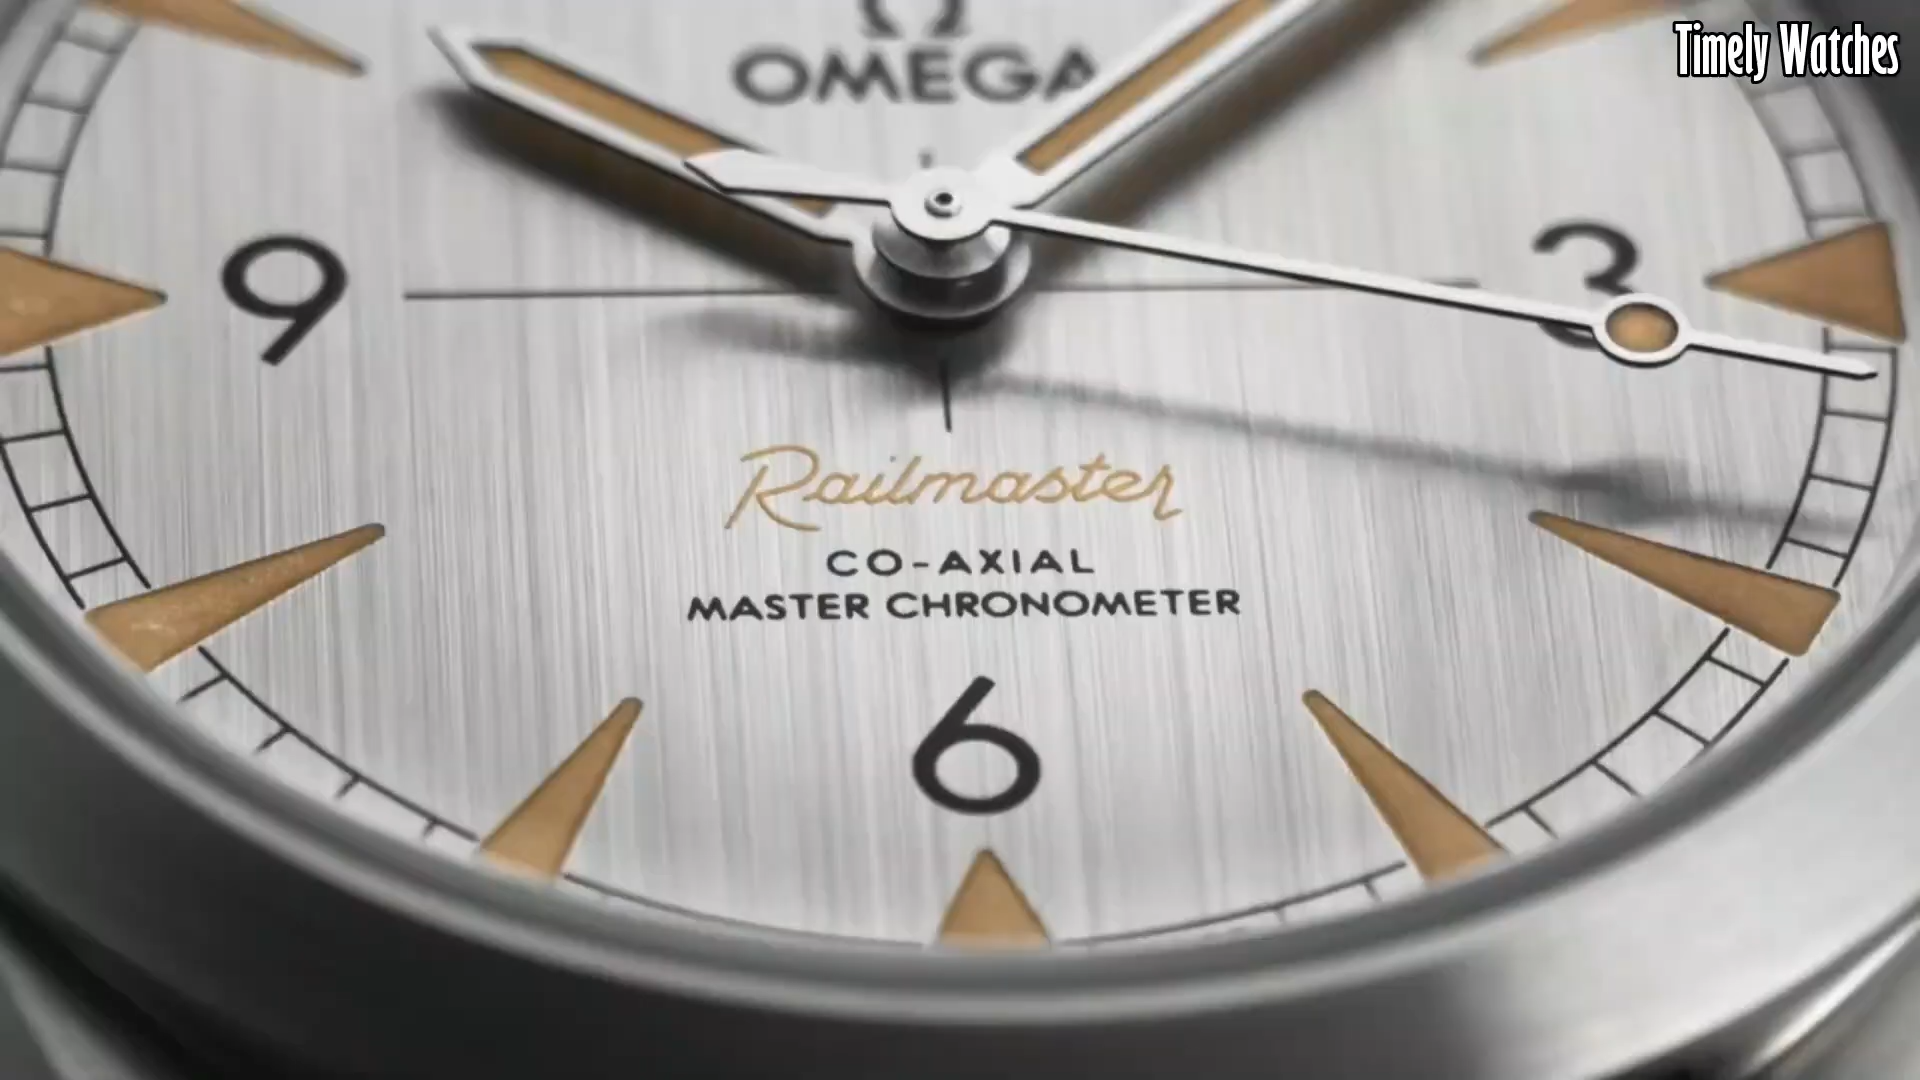 Timely Watches
OMEGA
9
3
Railmaster
CO-AXIAL
MASTER CHRONOMETER
6